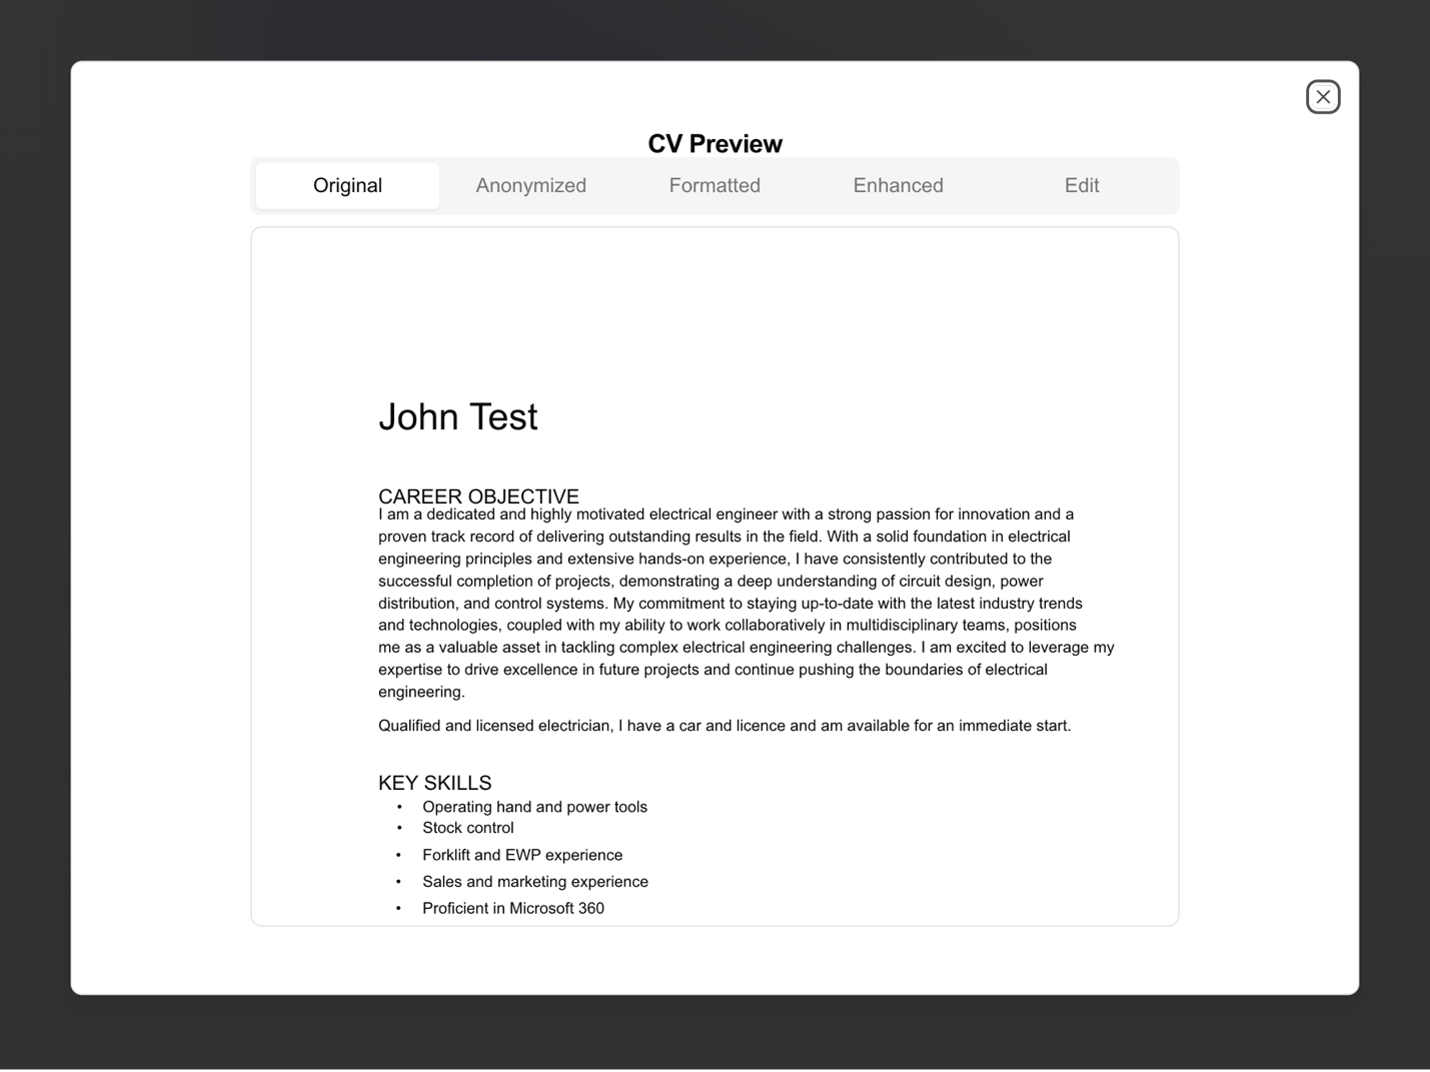 CV Preview
Original
Anonymized
Formatted
Enhanced
Edit
John Test
CAREER OBJECTIVE
I am a dedicated and highly motivated electrical engineer with a strong passion for innovation and a
proven track record of delivering outstanding results in the field. With a solid foundation in electrical
engineering principles and extensive hands-on experience, I have consistently contributed to the
successful completion of projects, demonstrating a deep understanding of circuit design, power
distribution, and control systems. My commitment to staying up-to-date with the latest industry trends
and technologies, coupled with my ability to work collaboratively in multidisciplinary teams, positions
me as a valuable asset in tackling complex electrical engineering challenges. I am excited to leverage my
expertise to drive excellence in future projects and continue pushing the boundaries of electrical
engineering.
Qualified and licensed electrician, I have a car and licence and am available for an immediate start.
KEY SKILLS
• Operating hand and power tools
• Stock control
• Forklift and EWP experience
• Sales and marketing experience
• Proficient in Microsoft 360